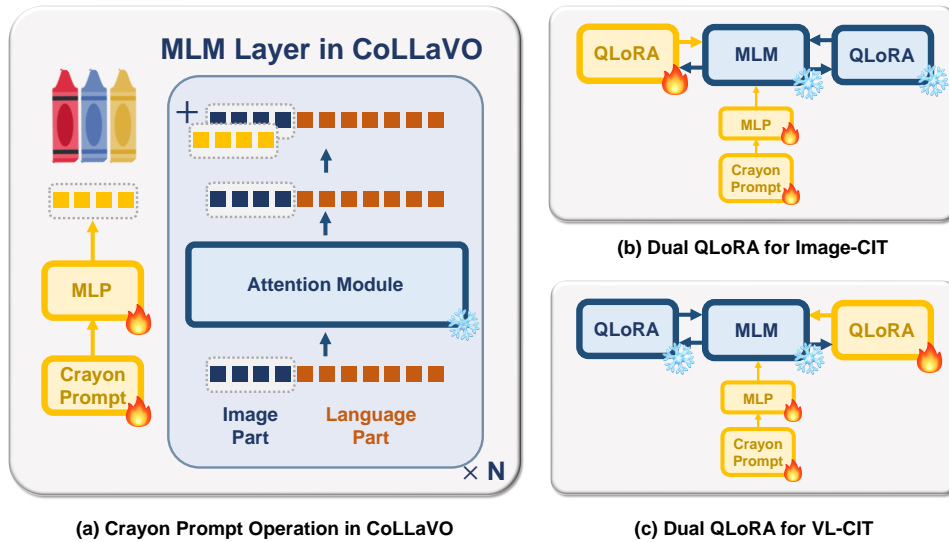 MLM Layer in CoLLaVO
+
MLP
Crayon
Prompt
Attention Module
Image
Part
Language
Part
× N
(a) Crayon Prompt Operation in CoLLaVO
QLoRA
MLM
QLoRA
MLP
Crayon
Prompt
(b) Dual QLoRA for Image-CIT
QLoRA
MLM
QLoRA
MLP
Crayon
Prompt
(c) Dual QLoRA for VL-CIT